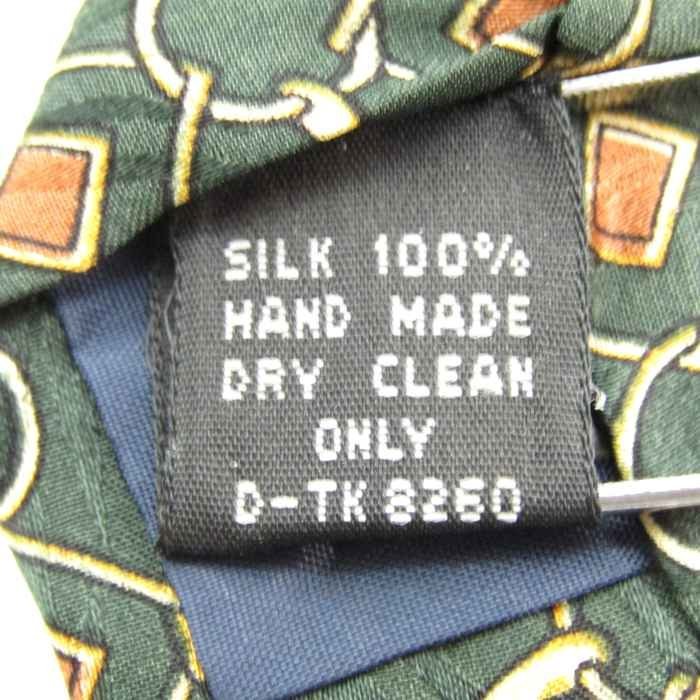 SILK 100%
HAND MADE
DRY CLEAN
ONLY
D-TK 8260